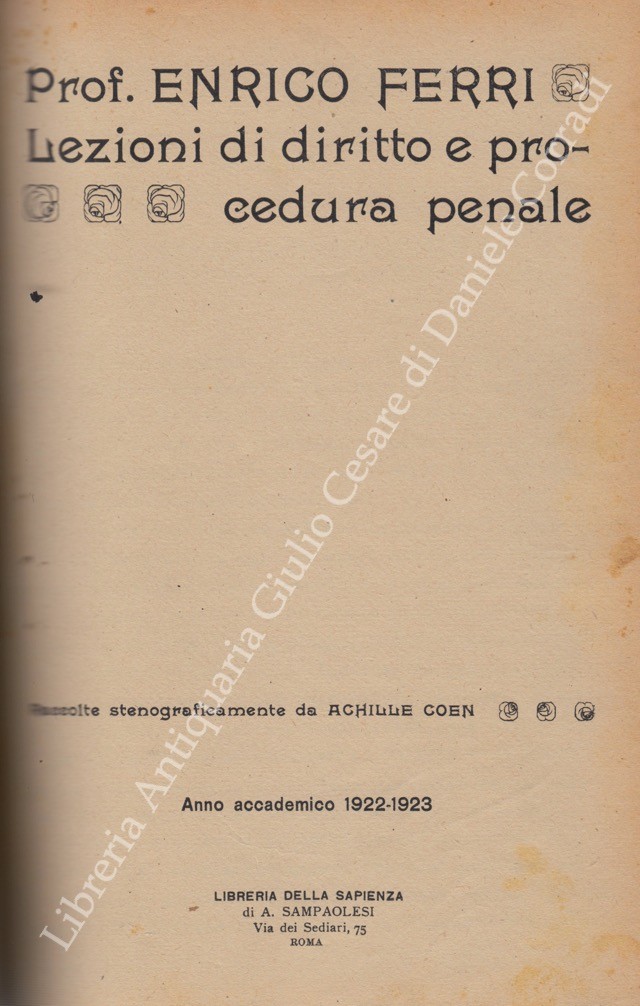 Prof. ENRICO FERRI
Lezioni di diritto e pro-
cedura penale
Raccolte stenograficamente da ACHILLE COEN
Anno accademico 1922-1923
LIBRERIA DELLA SAPIENZA
di A. SAMPAOLESI
Via dei Sediari, 75
ROMA
Libreria Antiquaria Giulio Cesare di Daniele Corradi